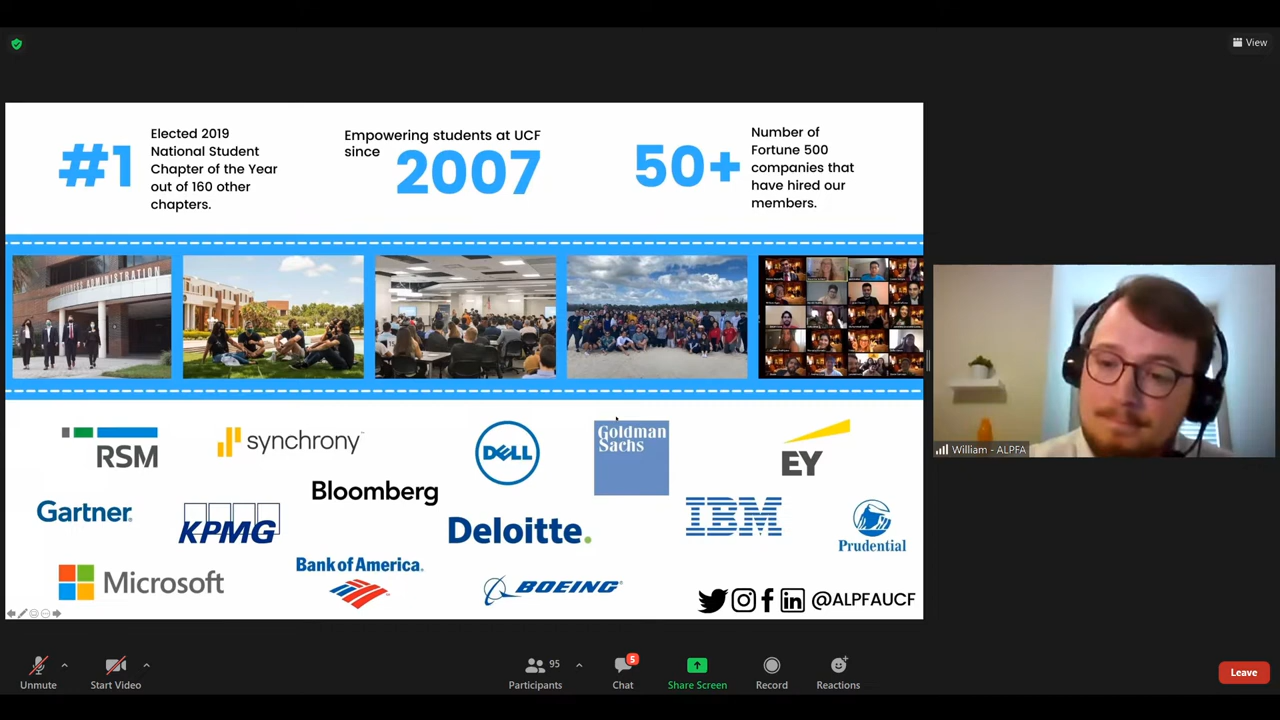 View
#1
Elected 2019
National Student
Chapter of the Year
out of 160 other
chapters.
Empowering students at UCF
since
2007
50+
Number of
Fortune 500
companies that
have hired our
members.
ADMINISTRATION
RSM
synchrony
DELL
Goldman
Sachs
EY
Bloomberg
Gartner
KPMG
Deloitte.
IBM
Prudential
Microsoft
Bank of America
BOEING
@ALPFAUCF
William - ALPFA
Unmute
Start Video
95
Participants
5
Chat
Share Screen
Record
Reactions
Leave